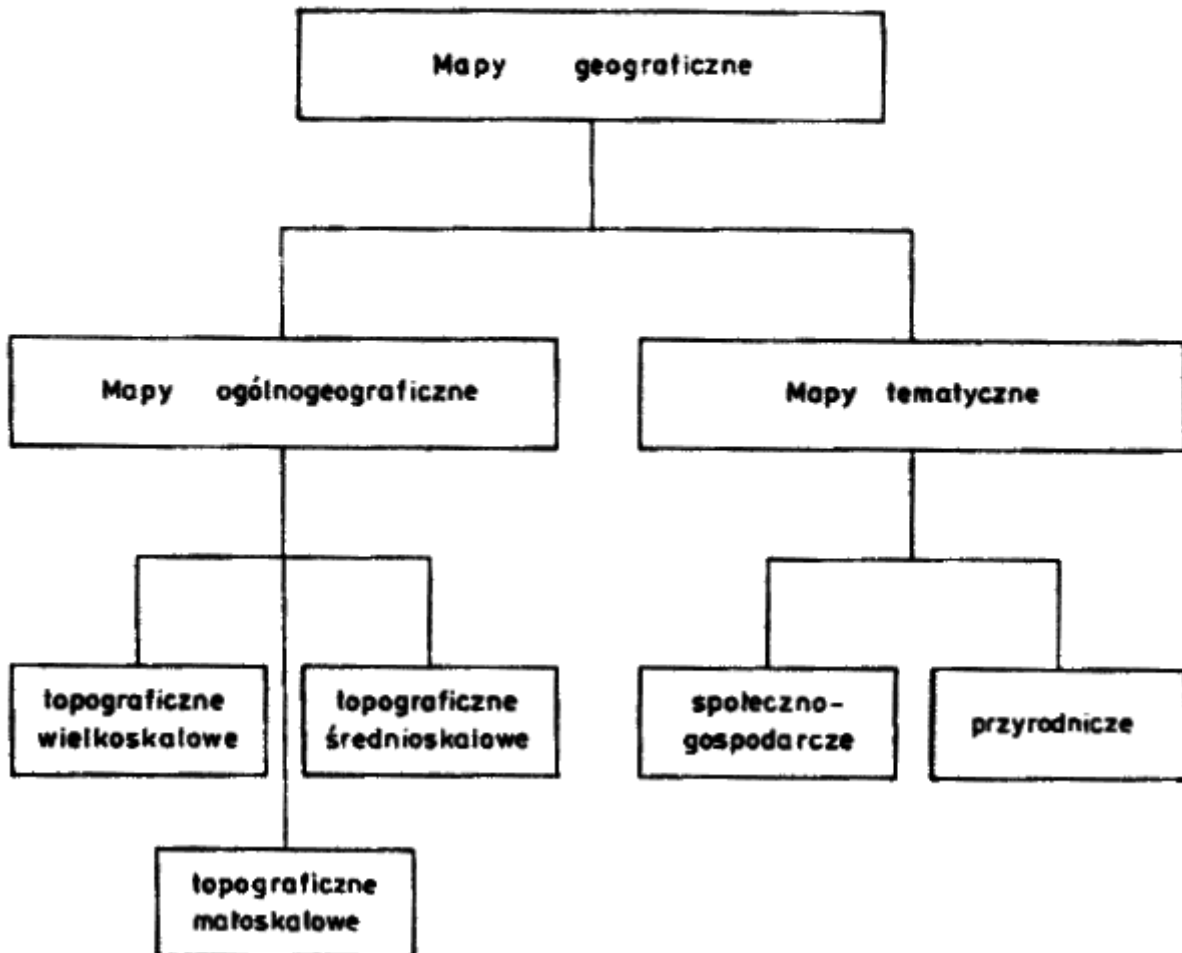 Mapy geograficzne
Mapy ogólnogeograficzne
Mapy tematyczne
topograficzne
wielkoskalowe
topograficzne
średnioskalowe
społeczno-
gospodarcze
przyrodnicze
topograficzne
małoskalowe